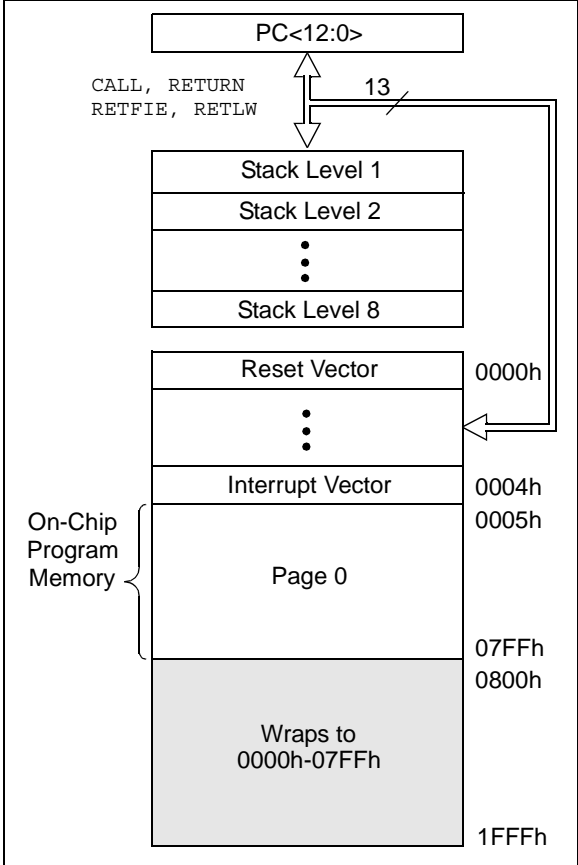 PC<12:0>
CALL, RETURN
RETFIE, RETLW
13
Stack Level 1
Stack Level 2
Stack Level 8
Reset Vector
0000h
Interrupt Vector
0004h
0005h
On-Chip
Program
Memory
Page 0
07FFh
0800h
Wraps to
0000h-07FFh
1FFFh